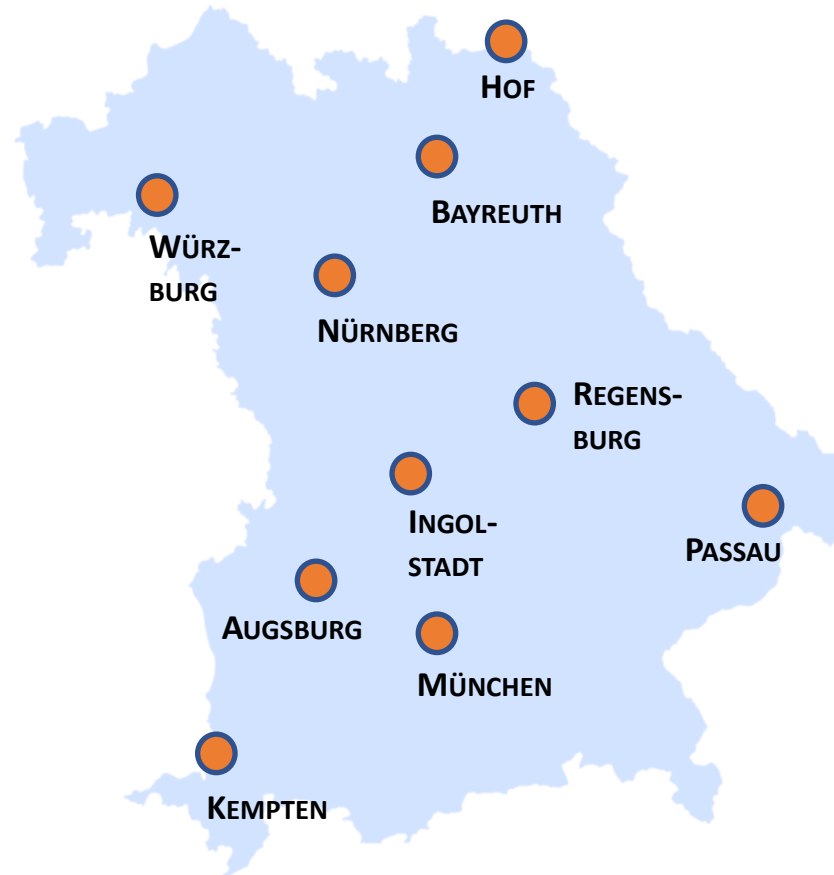 HOF
BAYREUTH
WÜRZ-
BURG
NÜRNBERG
REGENS-
BURG
INGOL-
STADT
PASSAU
AUGSBURG
MÜNCHEN
KEMPTEN